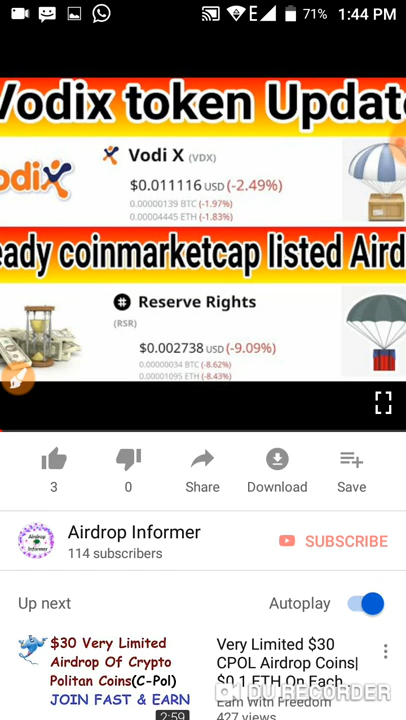 E 71% 1:44 PM
Vodix token Updat
odiX
Vodi X (VDX)
$0.011116 USD (-2.49%)
0.00000139 BTC (-1.97%)
0.00004445 ETH (-1.83%)
eady coinmarketcap listed Aird
Reserve Rights
(RSR)
$0.002738 USD (-9.09%)
0.00000034 BTC (-8.62%)
0.00001095 ETH (-8.43%)
3
0
Share
Download
Save
Airdrop Informer
Airdrop Informer
114 subscribers
SUBSCRIBE
Up next
Autoplay
$30 Very Limited
Airdrop Of Crypto
Politan Coins(C-Pol)
JOIN FAST & EARN
2:59
Very Limited $30
CPOL Airdrop Coins|
$0.1 ETH On Each
Earn With Freedom
427 views
DU RECORDER